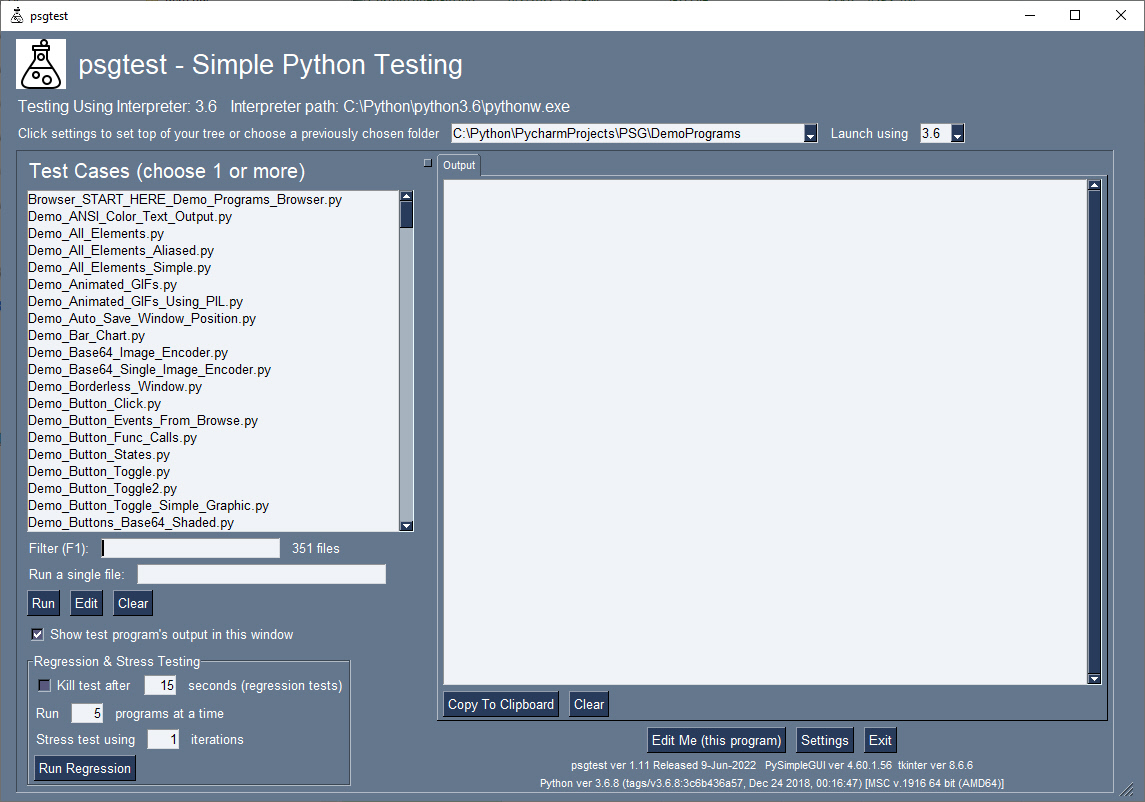 psgtest
psgtest - Simple Python Testing
Testing Using Interpreter: 3.6 Interpreter path: C:\Python\python3.6\pythonw.exe
Click settings to set top of your tree or choose a previously chosen folder C:\Python\PycharmProjects\PSG\DemoPrograms Launch using 3.6
Test Cases (choose 1 or more)
Browser_START_HERE_Demo_Programs_Browser.py
Demo_ANSI_Color_Text_Output.py
Demo_All_Elements.py
Demo_All_Elements_Aliased.py
Demo_All_Elements_Simple.py
Demo_Animated_GIFs.py
Demo_Animated_GIFs_Using_PIL.py
Demo_Auto_Save_Window_Position.py
Demo_Bar_Chart.py
Demo_Base64_Image_Encoder.py
Demo_Base64_Single_Image_Encoder.py
Demo_Borderless_Window.py
Demo_Button_Click.py
Demo_Button_Events_From_Browse.py
Demo_Button_Func_Calls.py
Demo_Button_States.py
Demo_Button_Toggle.py
Demo_Button_Toggle2.py
Demo_Button_Toggle_Simple_Graphic.py
Demo_Buttons_Base64_Shaded.py
Filter (F1): 351 files
Run a single file:
Run Edit Clear
Show test program's output in this window
Regression & Stress Testing
Kill test after 15 seconds (regression tests)
Run 5 programs at a time
Stress test using 1 iterations
Run Regression
Output
Copy To Clipboard Clear
Edit Me (this program) Settings Exit
psgtest ver 1.11 Released 9-Jun-2022 PySimpleGUI ver 4.60.1.56 tkinter ver 8.6.6
Python ver 3.6.8 (tags/v3.6.8:3c6b436a57, Dec 24 2018, 00:16:47) [MSC v.1916 64 bit (AMD64)]